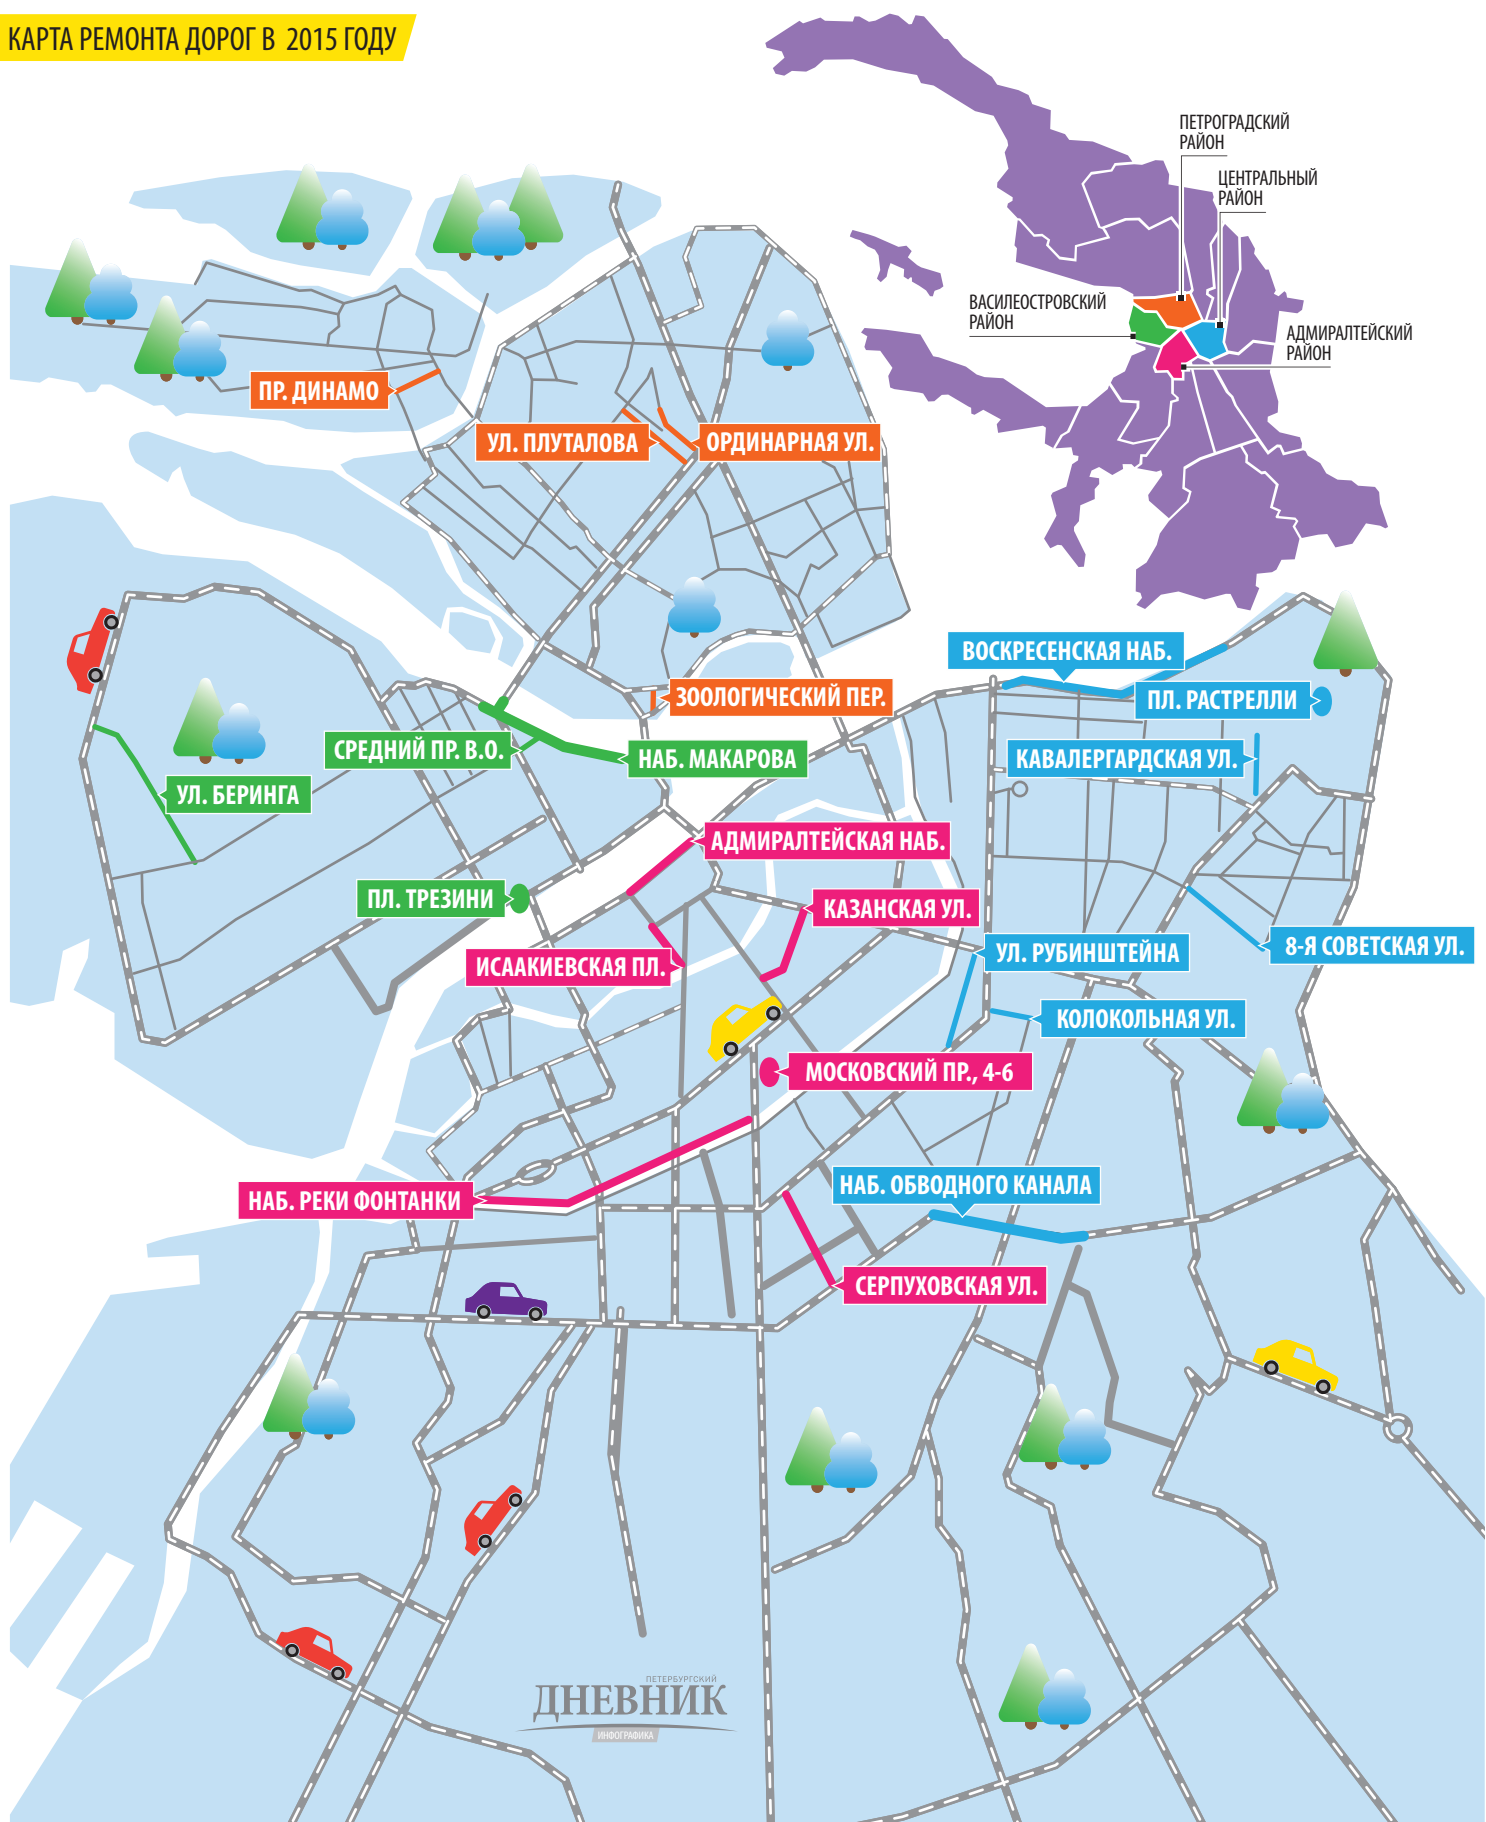 КАРТА РЕМОНТА ДОРОГ В 2015 ГОДУ
ПЕТРОГРАДСКИЙ
РАЙОН
ЦЕНТРАЛЬНЫЙ
РАЙОН
ВАСИЛЕОСТРОВСКИЙ
РАЙОН
АДМИРАЛТЕЙСКИЙ
РАЙОН
ПР. ДИНАМО
УЛ. ПЛУТАЛОВА
ОРДИНАРНАЯ УЛ.
ВОСКРЕСЕНСКАЯ НАБ.
ЗООЛОГИЧЕСКИЙ ПЕР.
ПЛ. РАСТРЕЛЛИ
СРЕДНИЙ ПР. В.О.
НАБ. МАКАРОВА
КАВАЛЕРГАРДСКАЯ УЛ.
УЛ. БЕРИНГА
АДМИРАЛТЕЙСКАЯ НАБ.
ПЛ. ТРЕЗИНИ
КАЗАНСКАЯ УЛ.
ИСААКИЕВСКАЯ ПЛ.
УЛ. РУБИНШТЕЙНА
8-Я СОВЕТСКАЯ УЛ.
КОЛОКОЛЬНАЯ УЛ.
МОСКОВСКИЙ ПР., 4-6
НАБ. РЕКИ ФОНТАНКИ
НАБ. ОБВОДНОГО КАНАЛА
СЕРПУХОВСКАЯ УЛ.
ПЕТЕРБУРГСКИЙ
ДНЕВНИК
ИНФОГРАФИКА